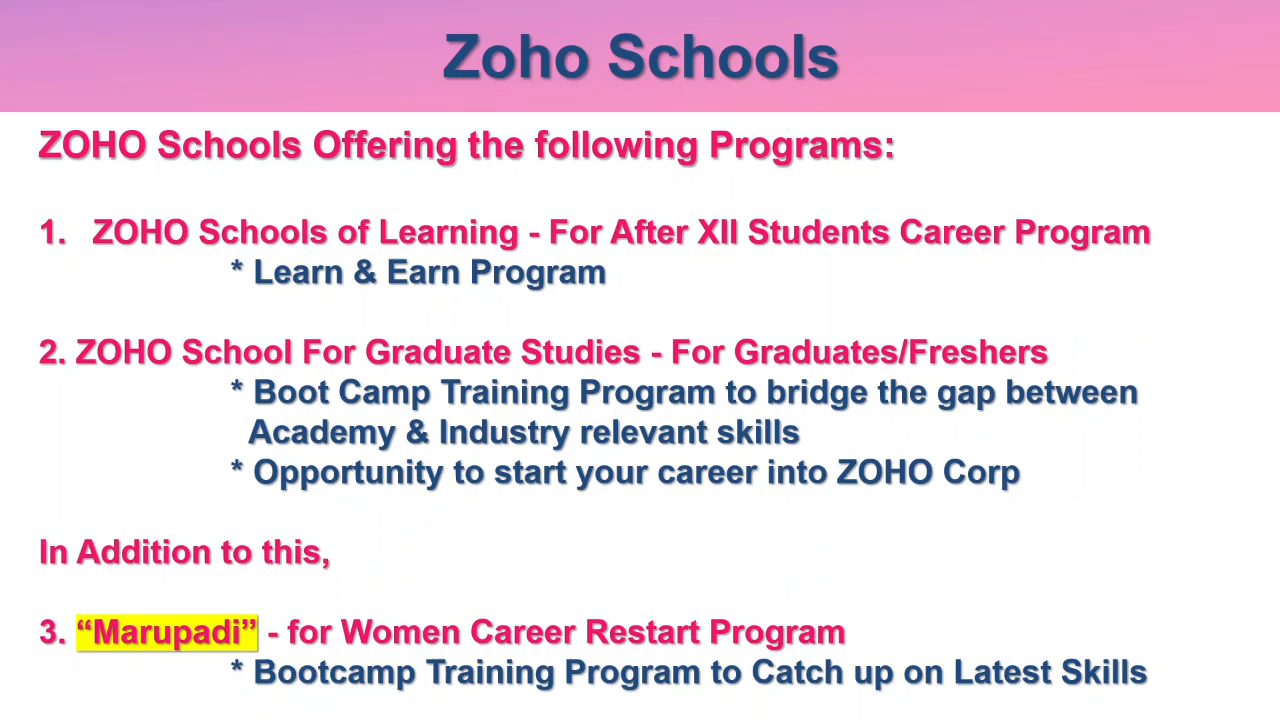 Zoho Schools
ZOHO Schools Offering the following Programs:
1. ZOHO Schools of Learning - For After XII Students Career Program
* Learn & Earn Program
2. ZOHO School For Graduate Studies - For Graduates/Freshers
* Boot Camp Training Program to bridge the gap between
Academy & Industry relevant skills
* Opportunity to start your career into ZOHO Corp
In Addition to this,
3. “Marupadi” - for Women Career Restart Program
* Bootcamp Training Program to Catch up on Latest Skills